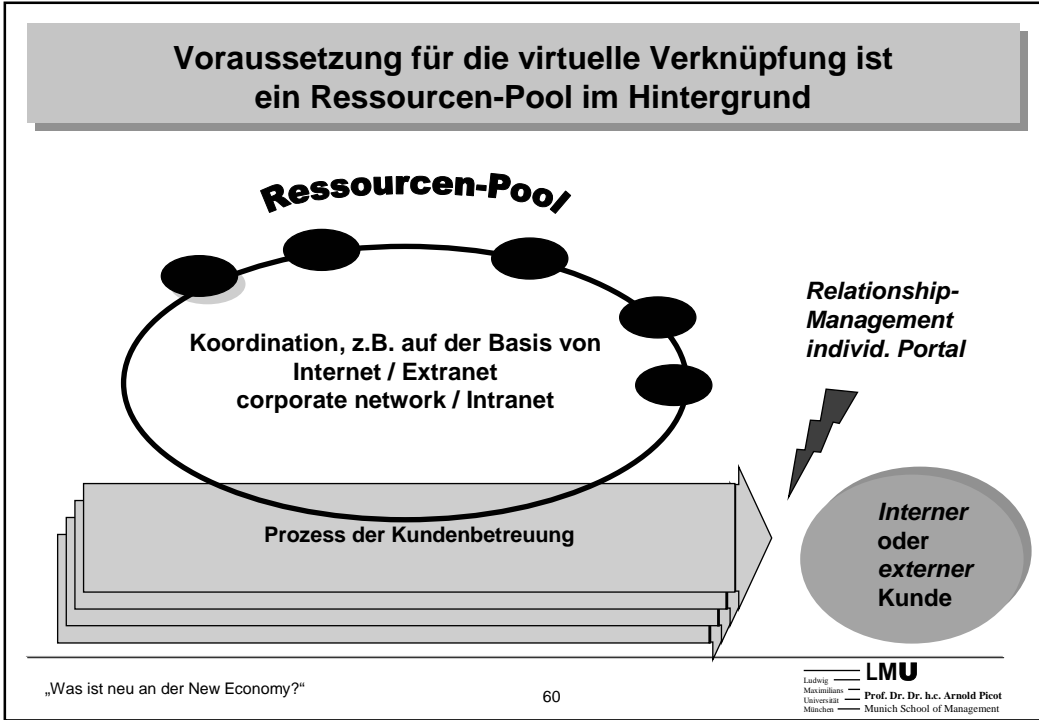 Voraussetzung für die virtuelle Verknüpfung ist
ein Ressourcen-Pool im Hintergrund
Ressourcen-Pool
Koordination, z.B. auf der Basis von
Internet / Extranet
corporate network / Intranet
Relationship-
Management
individ. Portal
Prozess der Kundenbetreuung
Interner
oder
externer
Kunde
„Was ist neu an der New Economy?“
60
Ludwig
Maximilians
Universität
München
LMU
Prof. Dr. Dr. h.c. Arnold Picot
Munich School of Management